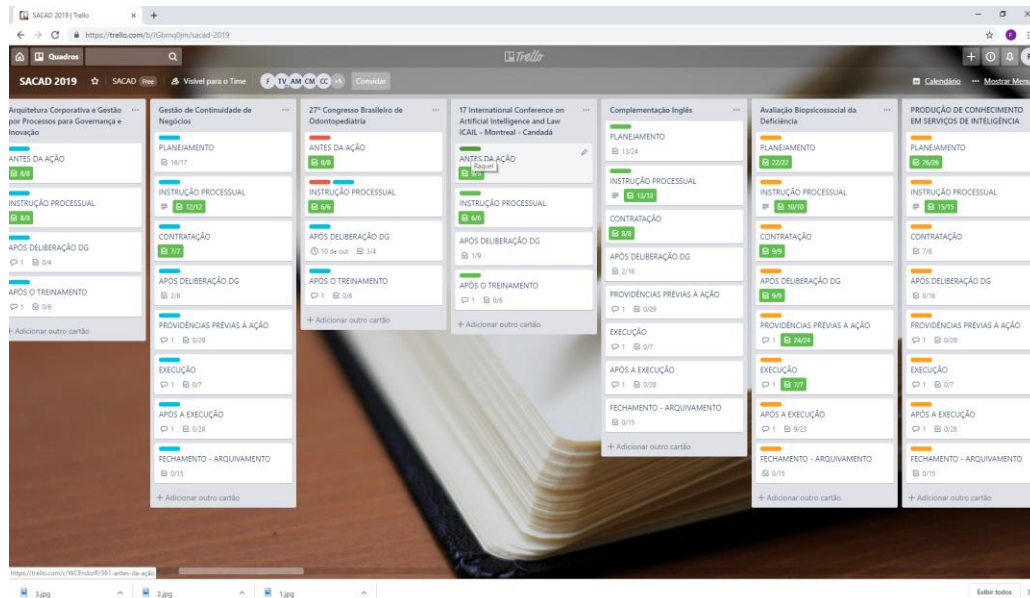 SACAD 2019 | Trello
https://trello.com/b/JGbmq0jm/sacad-2019
Quadros
Trello
SACAD 2019
SACAD Free
Visível para o Time
F TV AM CM CC +5
Convidar
Calendário
Mostrar Menu
Arquitetura Corporativa e Gestão
por Processos para Governança e
Inovação
ANTES DA AÇÃO
6/8
INSTRUÇÃO PROCESSUAL
8/8
APÓS DELIBERAÇÃO DG
1 0/4
APÓS O TREINAMENTO
1 0/6
+ Adicionar outro cartão
Gestão de Continuidade de
Negócios
PLANEJAMENTO
16/17
INSTRUÇÃO PROCESSUAL
12/12
CONTRATAÇÃO
7/7
APÓS DELIBERAÇÃO DG
2/8
PROVIDÊNCIAS PRÉVIAS À AÇÃO
1 0/29
EXECUÇÃO
1 0/7
APÓS A EXECUÇÃO
1 0/28
FECHAMENTO - ARQUIVAMENTO
0/15
+ Adicionar outro cartão
27º Congresso Brasileiro de
Odontopediatria
ANTES DA AÇÃO
8/8
INSTRUÇÃO PROCESSUAL
6/6
APÓS DELIBERAÇÃO DG
10 de out 3/4
APÓS O TREINAMENTO
1 0/6
+ Adicionar outro cartão
17 International Conference on
Artificial Intelligence and Law
ICAIL - Montreal - Candadá
ANTES DA AÇÃO
Raquel
9/9
INSTRUÇÃO PROCESSUAL
6/6
APÓS DELIBERAÇÃO DG
1/9
APÓS O TREINAMENTO
1 0/6
+ Adicionar outro cartão
Complementação Inglês
PLANEJAMENTO
13/24
INSTRUÇÃO PROCESSUAL
13/13
CONTRATAÇÃO
8/8
APÓS DELIBERAÇÃO DG
2/16
PROVIDÊNCIAS PRÉVIAS À AÇÃO
1 0/29
EXECUÇÃO
1 0/7
APÓS A EXECUÇÃO
1 0/28
FECHAMENTO - ARQUIVAMENTO
0/15
+ Adicionar outro cartão
Avaliação Biopsicossocial da
Deficiência
PLANEJAMENTO
22/22
INSTRUÇÃO PROCESSUAL
10/10
CONTRATAÇÃO
9/9
APÓS DELIBERAÇÃO DG
9/9
PROVIDÊNCIAS PRÉVIAS À AÇÃO
1 24/24
EXECUÇÃO
1 7/7
APÓS A EXECUÇÃO
1 9/23
FECHAMENTO - ARQUIVAMENTO
0/15
+ Adicionar outro cartão
PRODUÇÃO DE CONHECIMENTO
EM SERVIÇOS DE INTELIGÊNCIA
PLANEJAMENTO
26/26
INSTRUÇÃO PROCESSUAL
15/15
CONTRATAÇÃO
7/8
APÓS DELIBERAÇÃO DG
0/16
PROVIDÊNCIAS PRÉVIAS À AÇÃO
1 0/29
EXECUÇÃO
1 0/7
APÓS A EXECUÇÃO
1 0/28
FECHAMENTO - ARQUIVAMENTO
0/15
+ Adicionar outro cartão
3.jpg
2.jpg
1.jpg
Exibir todos